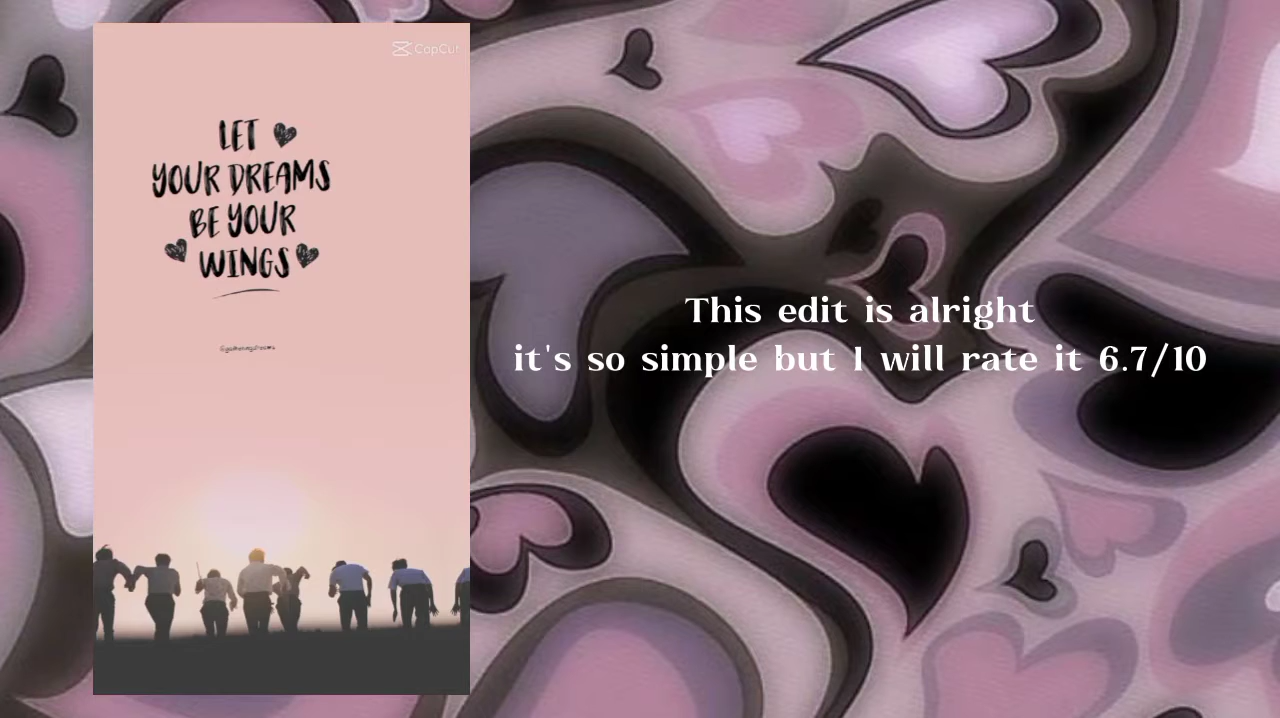 CapCut
LET
YOUR DREAMS
BE YOUR
WINGS
This edit is alright
it's so simple but I will rate it 6.7/10